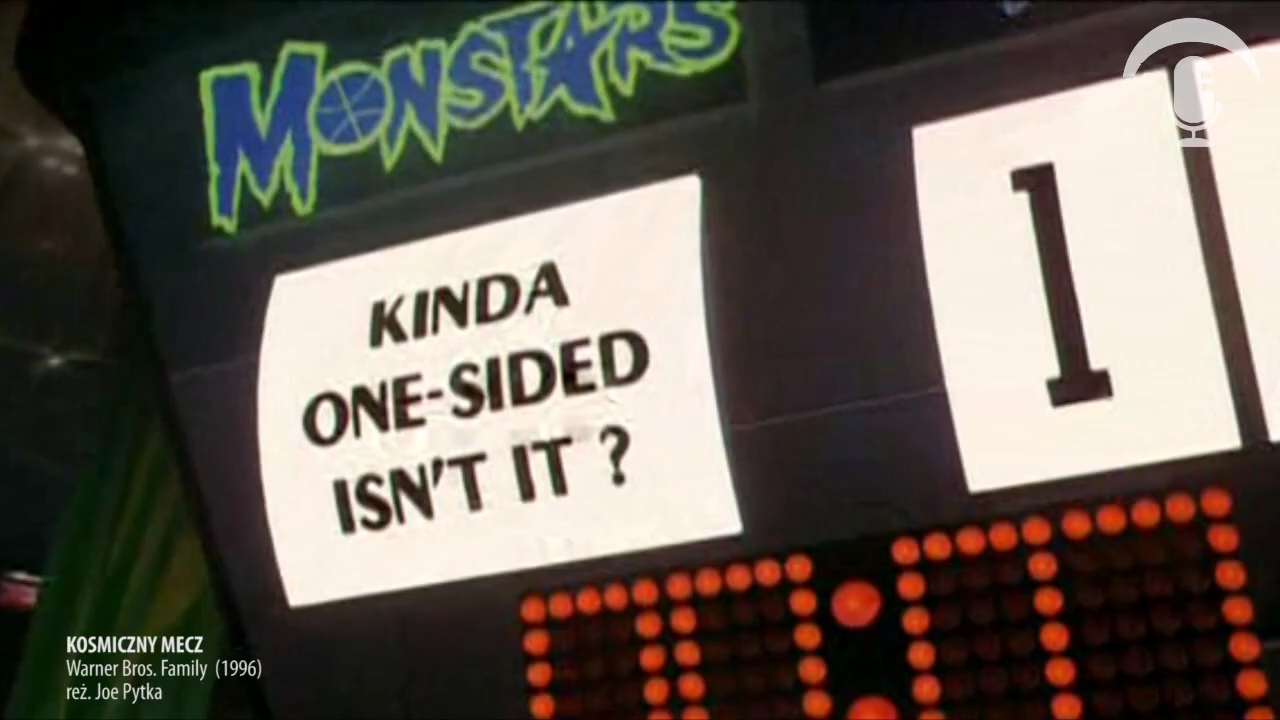 MONSTARS
KINDA
ONE-SIDED
ISN'T IT ?
1
KOSMICZNY MECZ
Warner Bros. Family (1996)
reż. Joe Pytka